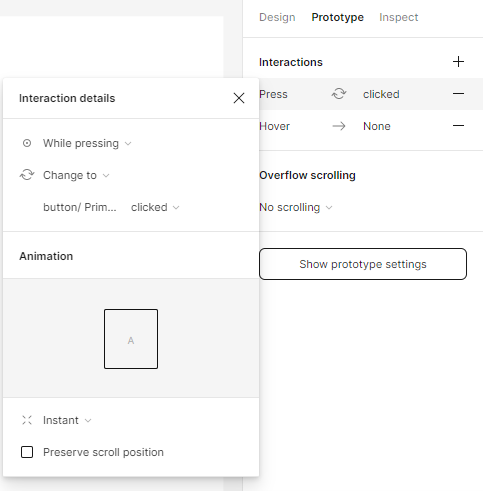 Design Prototype Inspect
Interactions
Press clicked
Hover None
Overflow scrolling
No scrolling
Show prototype settings
Interaction details
While pressing
Change to
button/ Prim... clicked
Animation
A
Instant
Preserve scroll position